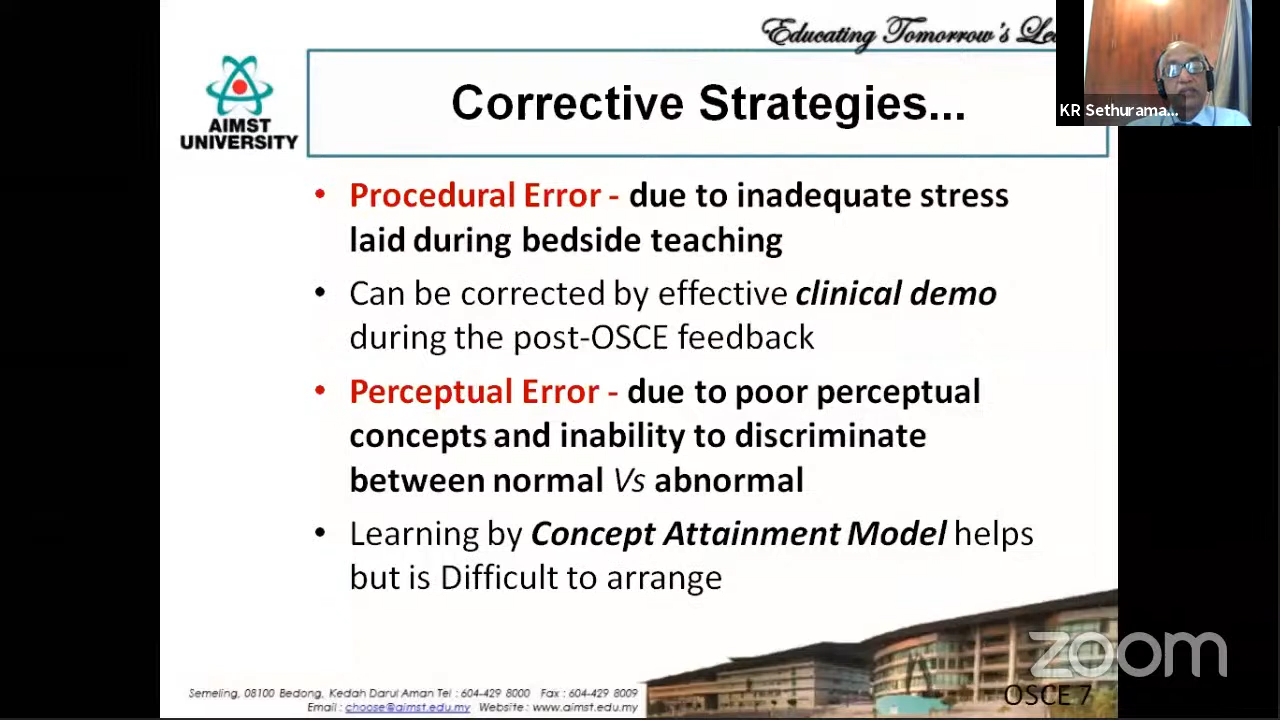 Educating Tomorrow's Le
KR Sethurama...
AIMST
UNIVERSITY
Corrective Strategies...
• Procedural Error - due to inadequate stress
laid during bedside teaching
• Can be corrected by effective clinical demo
during the post-OSCE feedback
• Perceptual Error - due to poor perceptual
concepts and inability to discriminate
between normal Vs abnormal
• Learning by Concept Attainment Model helps
but is Difficult to arrange
zoom
Semeling, 08100 Bedong, Kedah Darul Aman Tel : 604-429 8000 Fax : 604-429 8009
Email : choose@aimst.edu.my Website : www.aimst.edu.my
OSCE 7